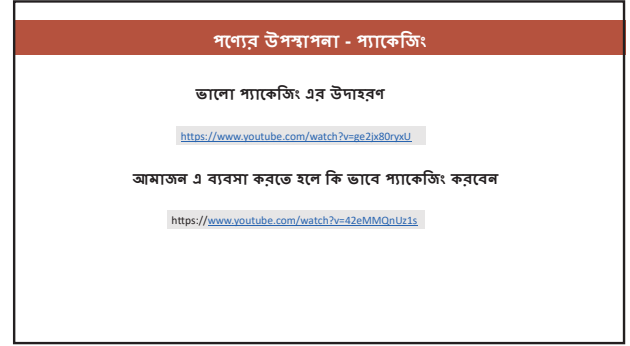 পণ্যের উপস্থাপনা - প্যাকেজিং
ভালো প্যাকেজিং এর উদাহরণ
https://www.youtube.com/watch?v=ge2jx80ryxU
আমাজন এ ব্যবসা করতে হলে কি ভাবে প্যাকেজিং করবেন
https://www.youtube.com/watch?v=42eMMQnUz1s